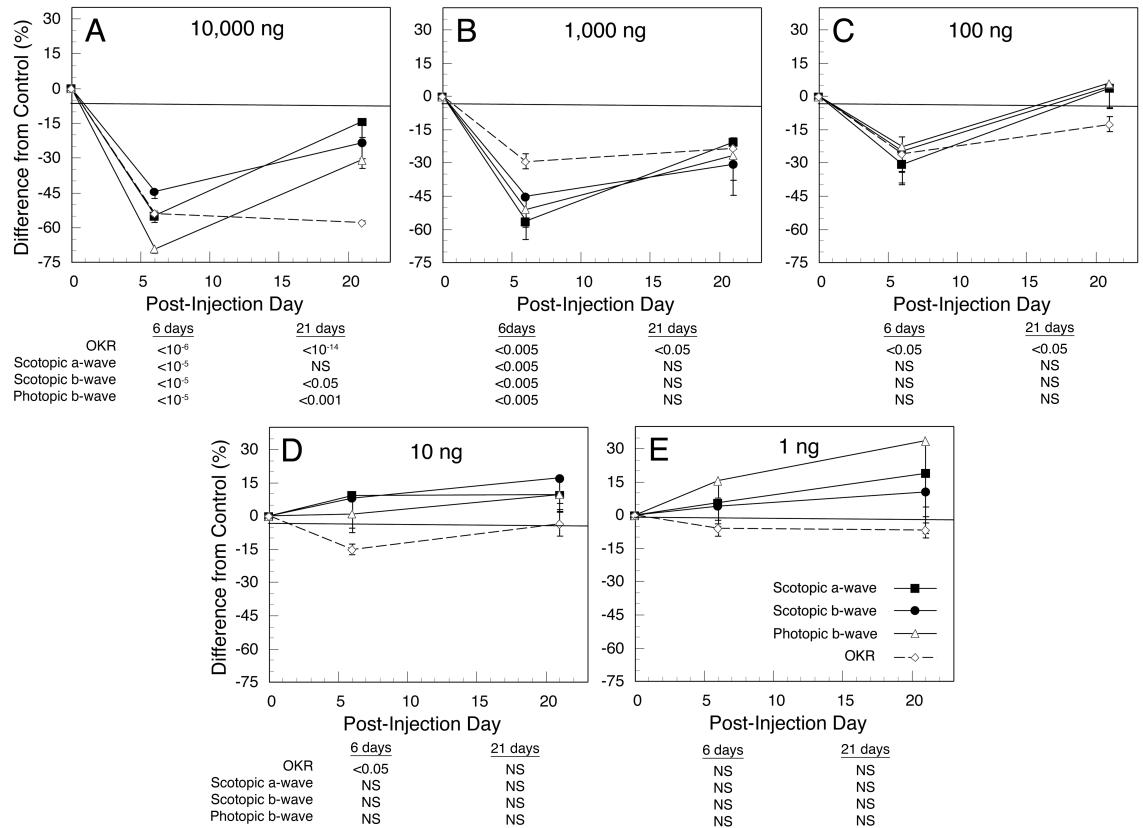 A 10,000 ng
B 1,000 ng
C 100 ng
Difference from Control (%)
30 15 0 -15 -30 -45 -60 -75
30 15 0 -15 -30 -45 -60 -75
30 15 0 -15 -30 -45 -60 -75
0 5 10 15 20
0 5 10 15 20
0 5 10 15 20
Post-Injection Day
Post-Injection Day
Post-Injection Day
6 days 21 days 6days 21 days 6 days 21 days
OKR <10-6 <10-14 <0.005 <0.05 <0.05 <0.05
Scotopic a-wave <10-5 NS <0.005 NS NS NS
Scotopic b-wave <10-5 <0.05 <0.005 NS NS NS
Photopic b-wave <10-5 <0.001 <0.005 NS NS NS
D 10 ng
E 1 ng
Difference from Control (%)
30 15 0 -15 -30 -45 -60 -75
30 15 0 -15 -30 -45 -60 -75
Scotopic a-wave
Scotopic b-wave
Photopic b-wave
OKR
0 5 10 15 20
0 5 10 15 20
Post-Injection Day
Post-Injection Day
6 days 21 days 6 days 21 days
OKR <0.05 NS NS NS
Scotopic a-wave NS NS NS NS
Scotopic b-wave NS NS NS NS
Photopic b-wave NS NS NS NS